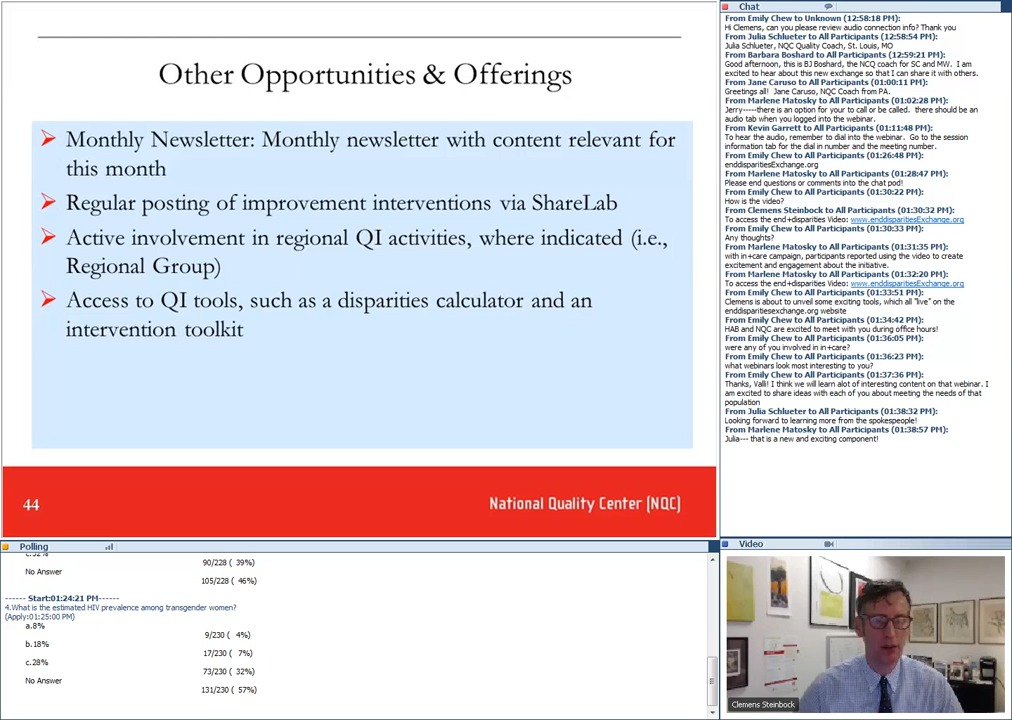 Other Opportunities & Offerings
Monthly Newsletter: Monthly newsletter with content relevant for
this month
Regular posting of improvement interventions via ShareLab
Active involvement in regional QI activities, where indicated (i.e.,
Regional Group)
Access to QI tools, such as a disparities calculator and an
intervention toolkit
44
National Quality Center (NQC)
Polling
90/228 ( 39%)
No Answer
105/228 ( 46%)
------ Start:01:24:21 PM------
4.What is the estimated HIV prevalence among transgender women?
(Apply:01:25:00 PM)
a.8%
9/230 ( 4%)
b.18%
17/230 ( 7%)
c.28%
73/230 ( 32%)
No Answer
131/230 ( 57%)
Chat
From Emily Chew to Unknown (12:58:18 PM):
Hi Clemens, can you please review audio connection info? Thank you
From Julia Schlueter to All Participants (12:58:54 PM):
Julia Schlueter, NQC Quality Coach, St. Louis, MO
From Barbara Boshard to All Participants (12:59:21 PM):
Good afternoon, this is BJ Boshard, the NCQ coach for SC and MW. I am
excited to hear about this new exchange so that I can share it with others.
From Jane Caruso to All Participants (01:00:11 PM):
Greetings all! Jane Caruso, NQC Coach from PA.
From Marlene Matosky to All Participants (01:02:28 PM):
Jerry-----there is an option for your to call or be called. there should be an
audio tab when you logged into the webinar.
From Kevin Garrett to All Participants (01:11:48 PM):
To hear the audio, remember to dial into the webinar. Go to the session
information tab for the dial in number and the meeting number.
From Emily Chew to All Participants (01:26:48 PM):
enddisparities.org
From Marlene Matosky to All Participants (01:28:47 PM):
Please end questions or comments into the chat pod!
From Emily Chew to All Participants (01:30:22 PM):
How is the video?
From Clemens Steinbock to All Participants (01:30:32 PM):
To access the end+disparities Video: www.enddisparitiesExchange.org
From Emily Chew to All Participants (01:30:33 PM):
Any thoughts?
From Marlene Matosky to All Participants (01:31:35 PM):
with in+care campaign, participants reported using the video to create
excitement and engagement about the initiative.
From Marlene Matosky to All Participants (01:32:20 PM):
To access the end+disparities Video: www.enddisparitiesExchange.org
From Emily Chew to All Participants (01:33:51 PM):
Clemens is about to unveil some exciting tools, which all "live" on the
enddisparitiesexchange.org website
From Emily Chew to All Participants (01:34:42 PM):
HAB and NQC are excited to meet with you during office hours!
From Emily Chew to All Participants (01:36:05 PM):
were any of you involved in in+care?
From Emily Chew to All Participants (01:36:23 PM):
what webinars look most interesting to you?
From Emily Chew to All Participants (01:37:36 PM):
Thanks, Valli! I think we will learn alot of interesting content on that webinar. I
am excited to share ideas with each of you about meeting the needs of that
population
From Julia Schlueter to All Participants (01:38:32 PM):
Looking forward to learning more from the spokespeople!
From Marlene Matosky to All Participants (01:38:57 PM):
Julia--- that is a new and exciting component!
Video
Clemens Steinbock